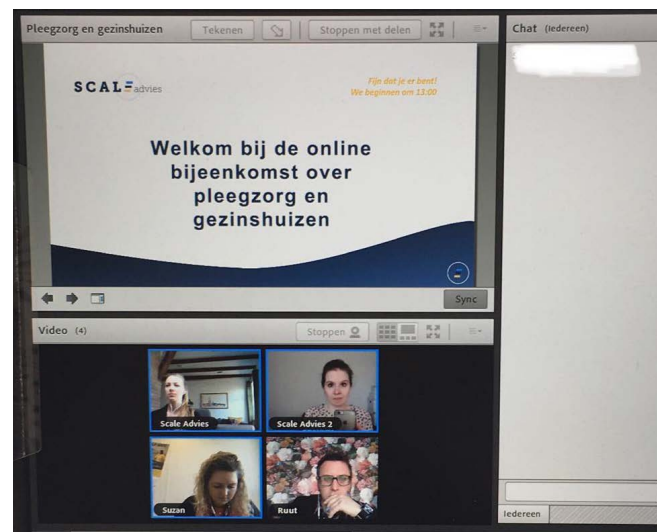 Pleegzorg en gezinshuizen
Tekenen
Stoppen met delen
SCALE advies
Fijn dat je er bent!
We beginnen om 13:00
Welkom bij de online
bijeenkomst over
pleegzorg en
gezinshuizen
Sync
Video (4)
Stoppen
Scale Advies
Scale Advies 2
Suzan
Ruut
Chat (Iedereen)
Iedereen